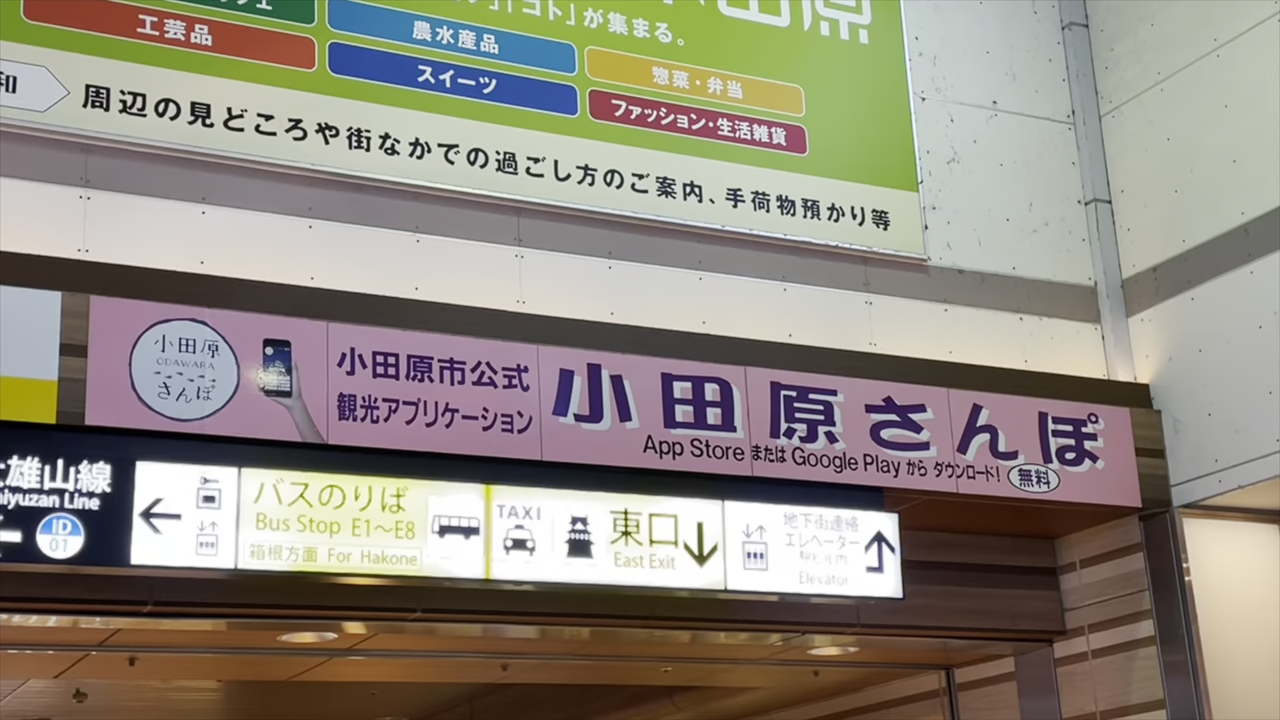 工芸品
農水産品
スイーツ
惣菜・弁当
ファッション・生活雑貨
が集まる。
周辺の見どころや街なかでの過ごし方のご案内、手荷物預かり等
小田原
ODAWARA
さんぽ
小田原市公式
観光アプリケーション
小田原さんぽ
App Store または Google Play から ダウンロード!
無料
雄山線
iyuzan Line
ID
01
バスのりば
Bus Stop E1〜E8
箱根方面 For Hakone
TAXI
東口
East Exit
地下街連絡
エレベーター
Elevator